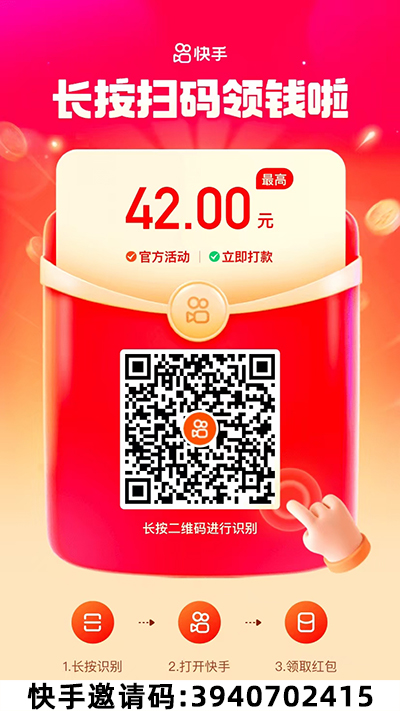 快手
长按扫码领钱啦
最高
42.00元
官方活动 立即打款
长按二维码进行识别
1.长按识别 2.打开快手 3.领取红包
快手邀请码:3940702415